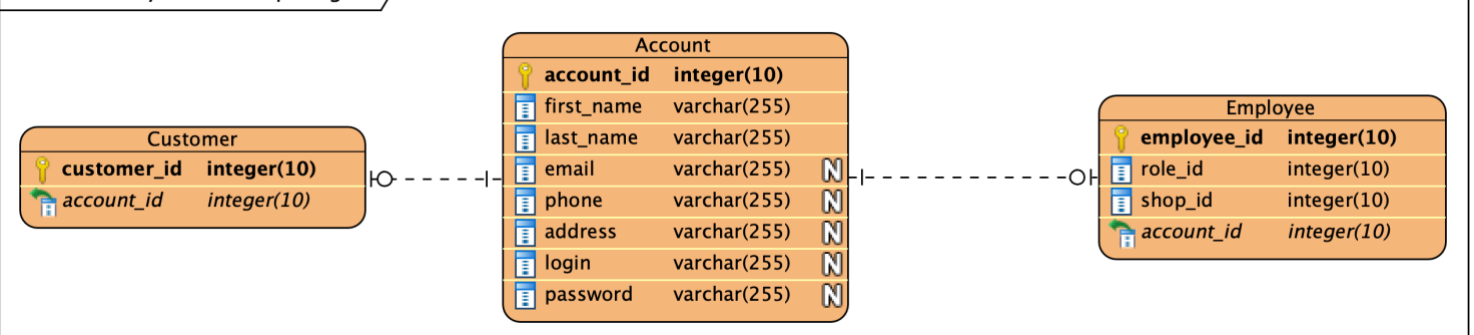 Customer
customer_id integer(10)
account_id integer(10)
Account
account_id integer(10)
first_name varchar(255)
last_name varchar(255)
email varchar(255) N
phone varchar(255) N
address varchar(255) N
login varchar(255) N
password varchar(255) N
Employee
employee_id integer(10)
role_id integer(10)
shop_id integer(10)
account_id integer(10)